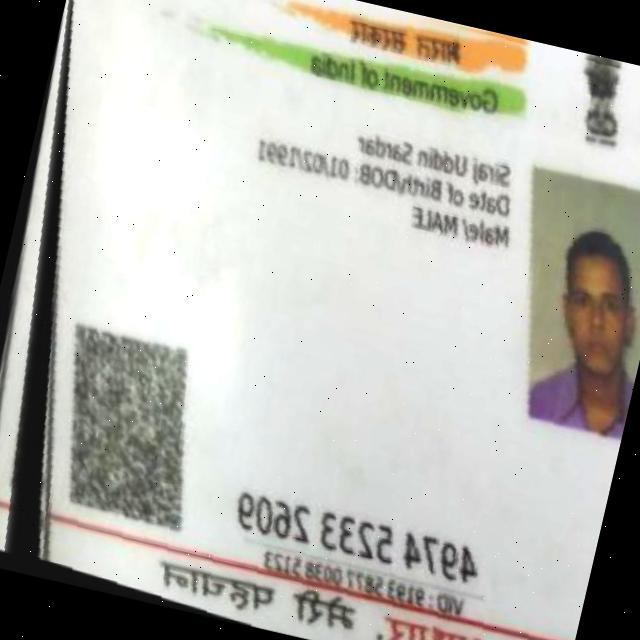 भारत सरकार
Government of India
Siraj Uddin Sardar
Date of Birth/DOB: 01/02/1991
Male/ MALE
4974 5233 2609
VID : 9193 5877 0038 5123
आधार, मेरी पहचान